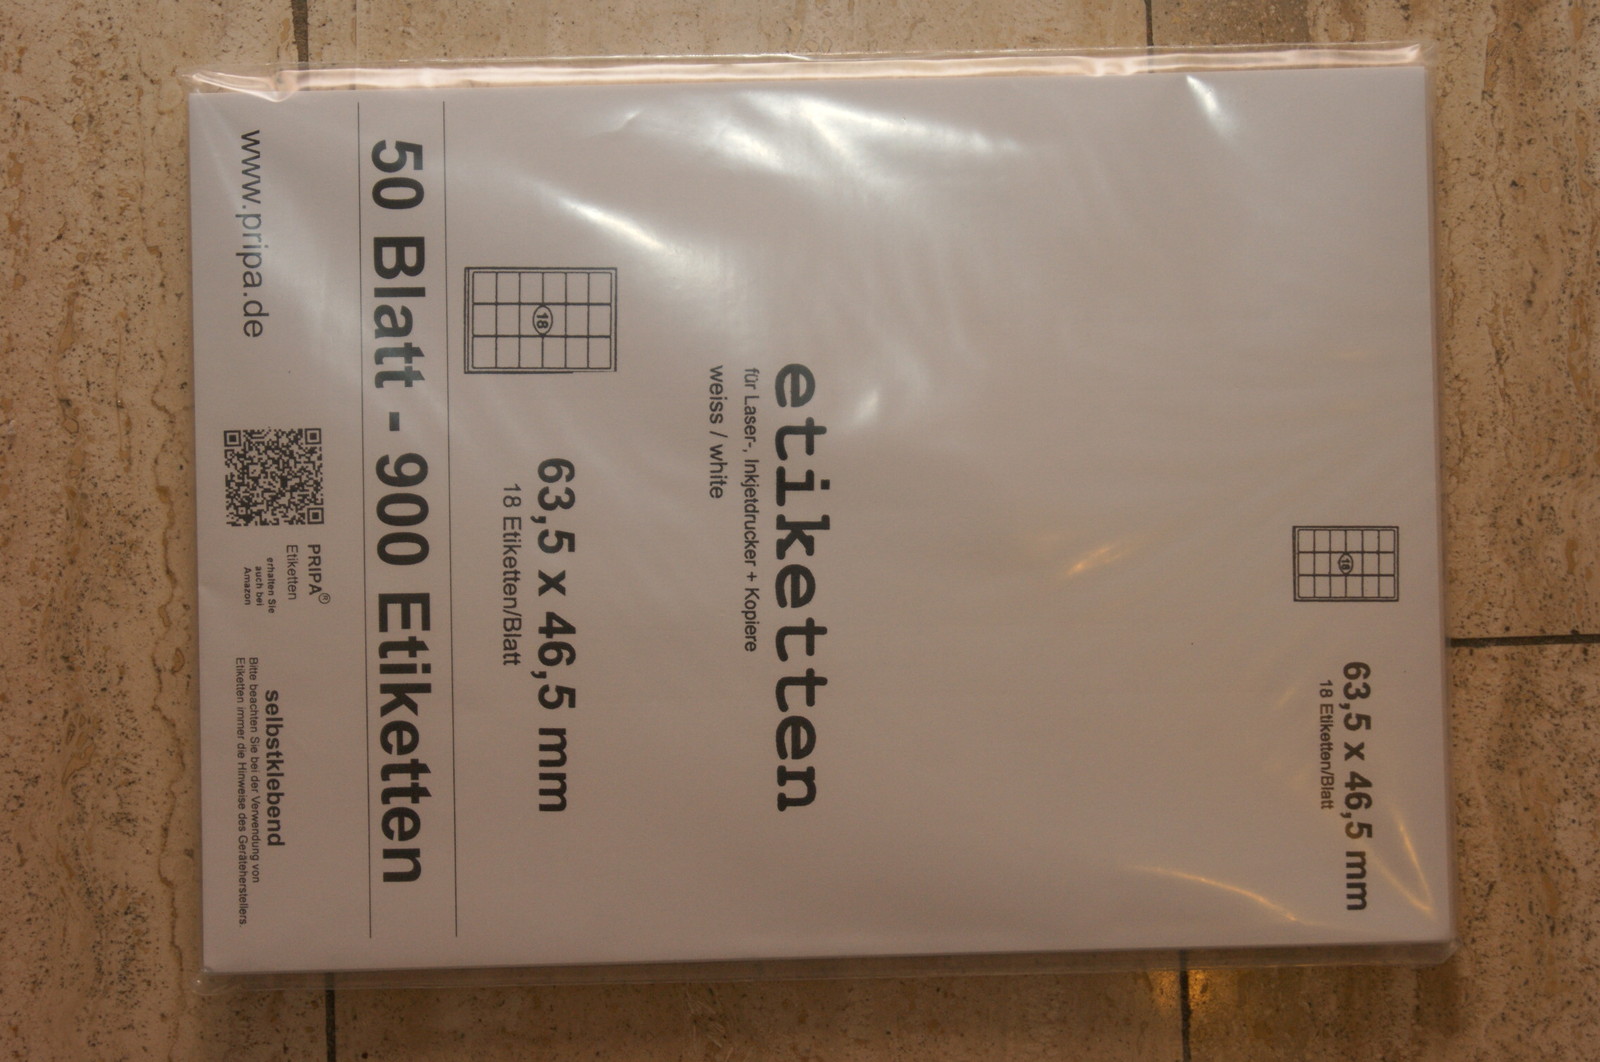 18
63,5 x 46,5 mm
18 Etiketten/Blatt
etiketten
für Laser-, Inkjetdrucker + Kopiere
weiss / white
18
63,5 x 46,5 mm
18 Etiketten/Blatt
50 Blatt - 900 Etiketten
www.pripa.de
PRIPA®
Etiketten
erhalten Sie
auch bei
Amazon
selbstklebend
Bitte beachten Sie bei der Verwendung von
Etiketten immer die Hinweise des Geräteherstellers.